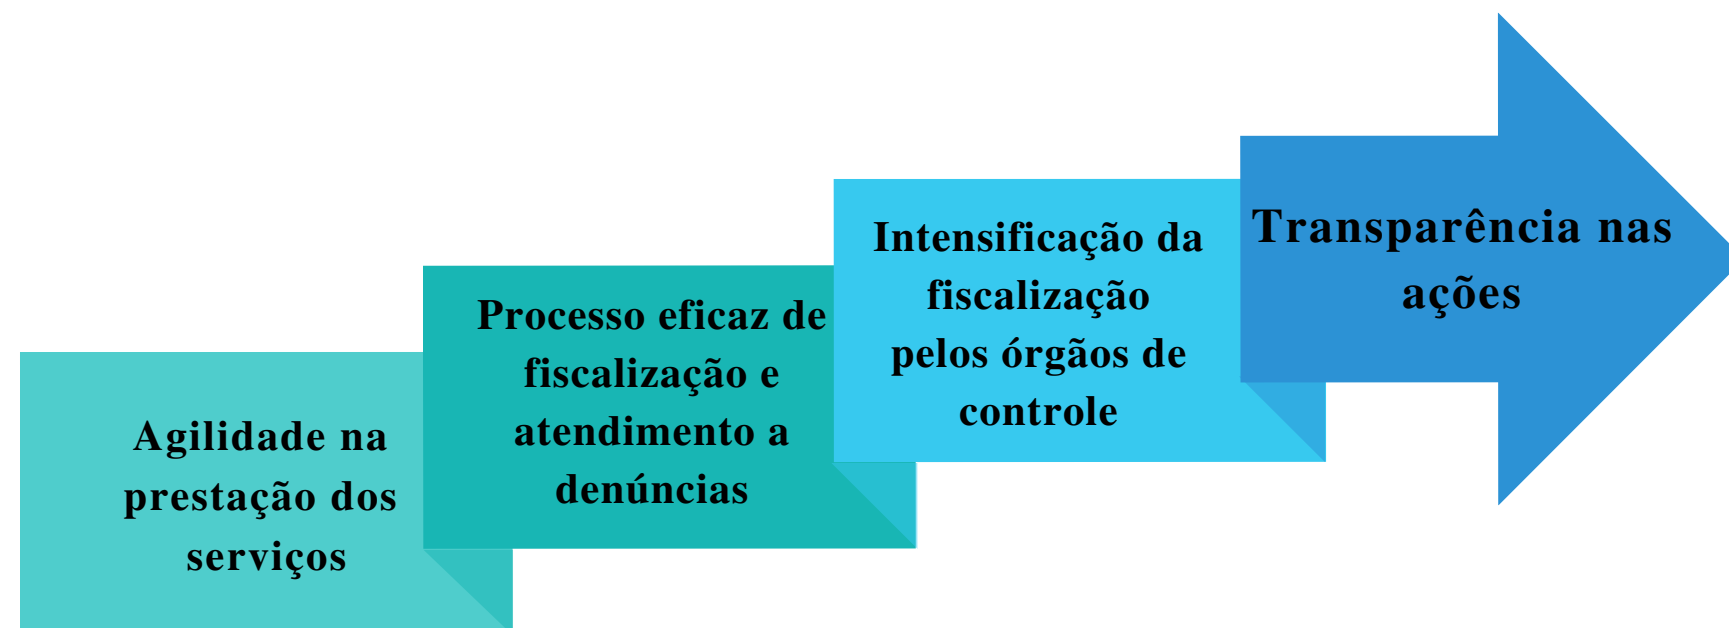 Agilidade na
prestação dos
serviços
Processo eficaz de
fiscalização e
atendimento a
denúncias
Intensificação da
fiscalização
pelos órgãos de
controle
Transparência nas
ações